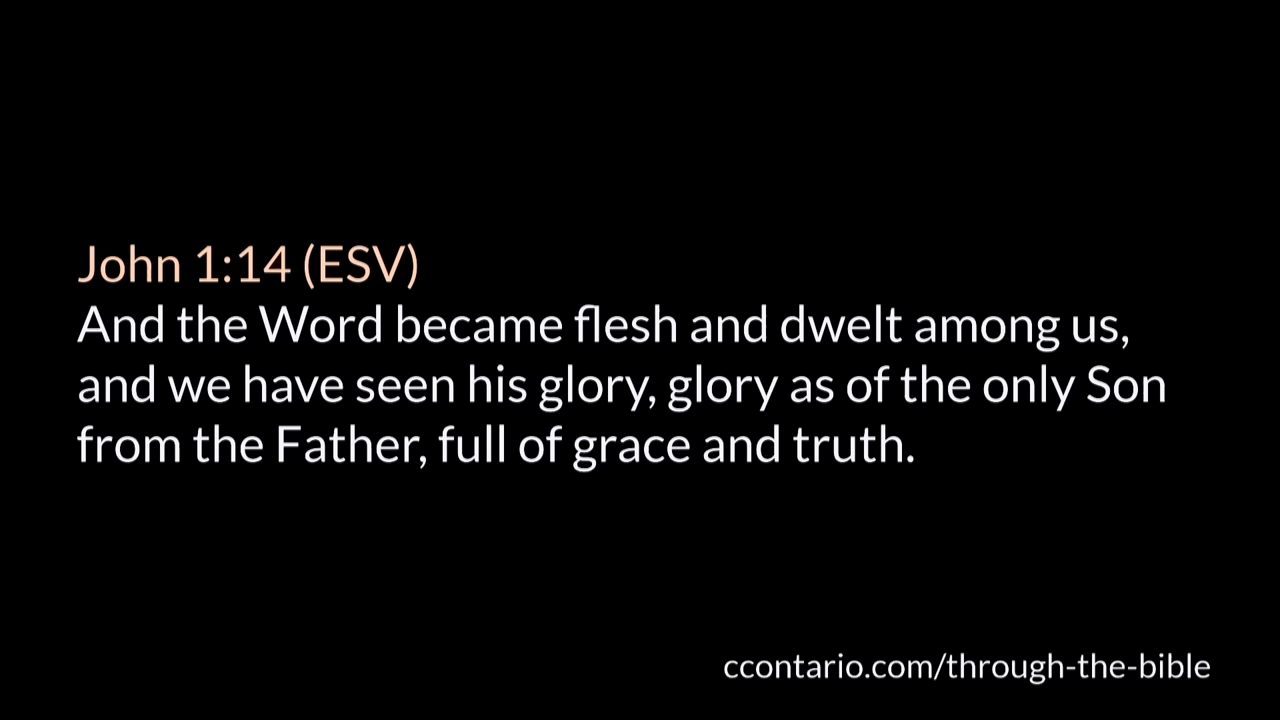 John 1:14 (ESV)
And the Word became flesh and dwelt among us,
and we have seen his glory, glory as of the only Son
from the Father, full of grace and truth.
ccontario.com/through-the-bible